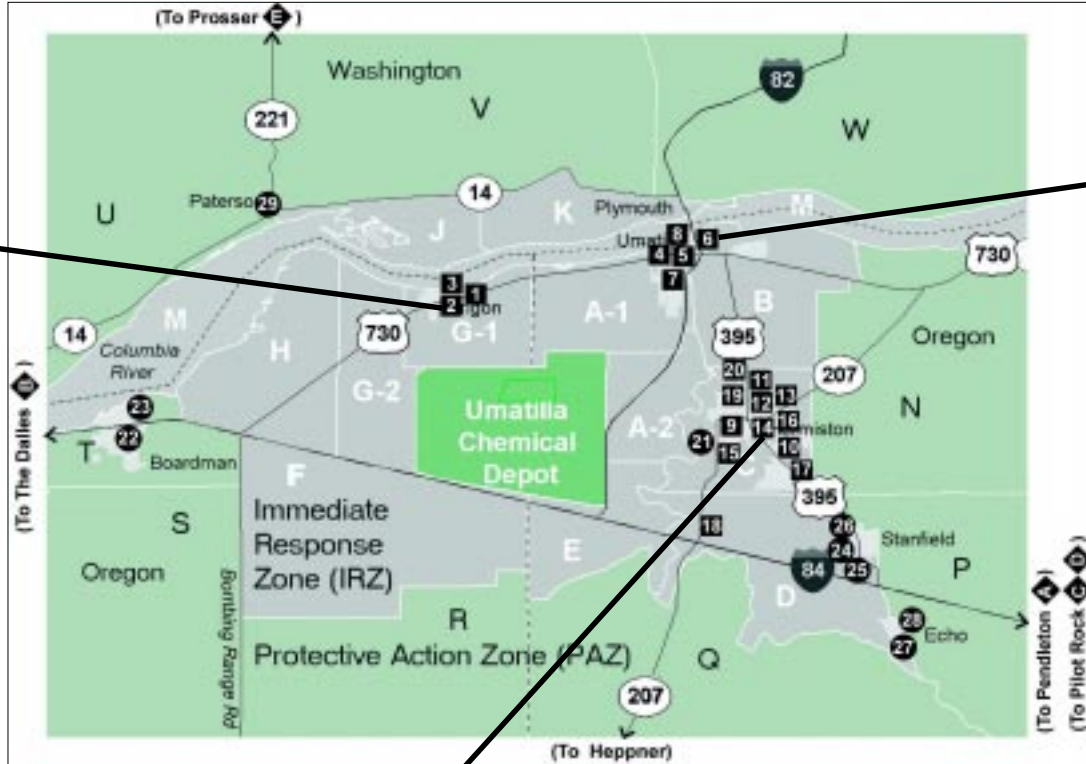 (To Prosser E)
Washington
82
V
W
221
U
Paterso
29
14
Plymouth
M
J
K
8
6
4
5
7
730
3
1
2
G-1
A-1
B
M
14
Columbia
River
H
730
G-2
395
Oregon
207
N
20
11
19
12
13
9
14
16
10
15
17
21
A-2
C
Umatilla
Chemical
Depot
(To The Dalles B)
23
22
T
Boardman
F
Immediate
Response
Zone (IRZ)
S
Oregon
Bombing Range Rd
E
18
395
26
Stanfield
24
25
84
P
D
28
Echo
27
R
Protective Action Zone (PAZ)
Q
207
(To Heppner)
(To Pendleton A)
(To Pilot Rock C D)